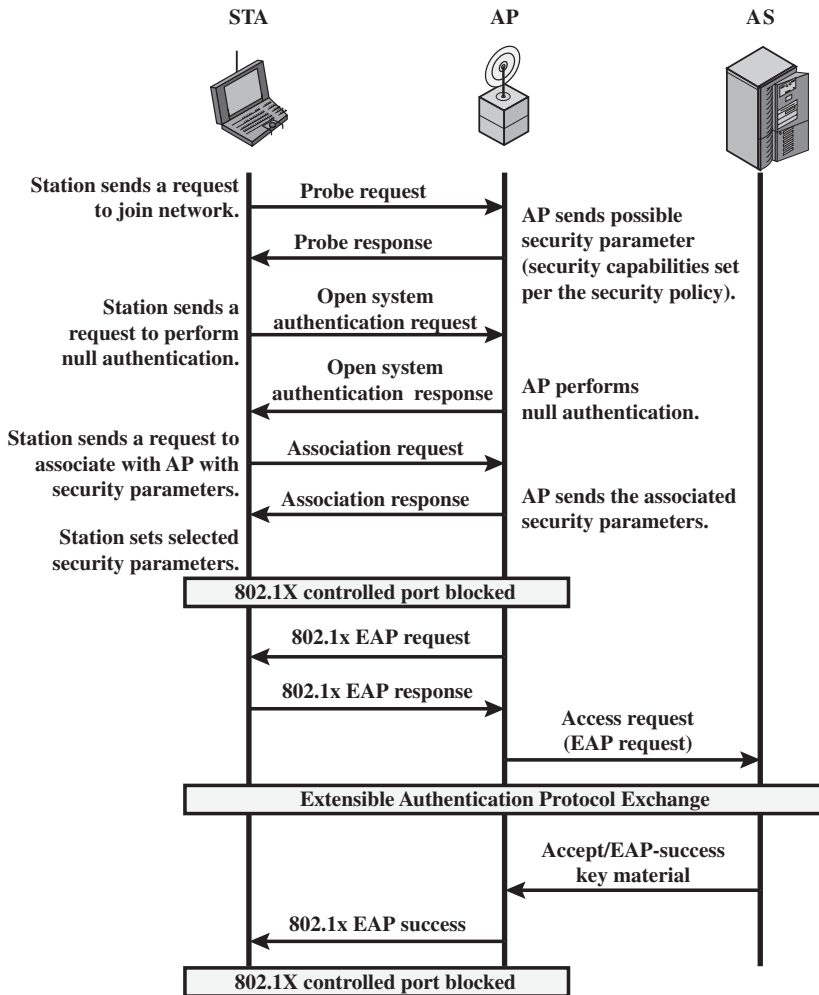 STA
AP
AS
Station sends a request
to join network.
Probe request
Probe response
AP sends possible
security parameter
(security capabilities set
per the security policy).
Station sends a
request to perform
null authentication.
Open system
authentication request
Open system
authentication response
AP performs
null authentication.
Station sends a request to
associate with AP with
security parameters.
Association request
Association response
AP sends the associated
security parameters.
Station sets selected
security parameters.
802.1X controlled port blocked
802.1x EAP request
802.1x EAP response
Access request
(EAP request)
Extensible Authentication Protocol Exchange
Accept/EAP-success
key material
802.1x EAP success
802.1X controlled port blocked